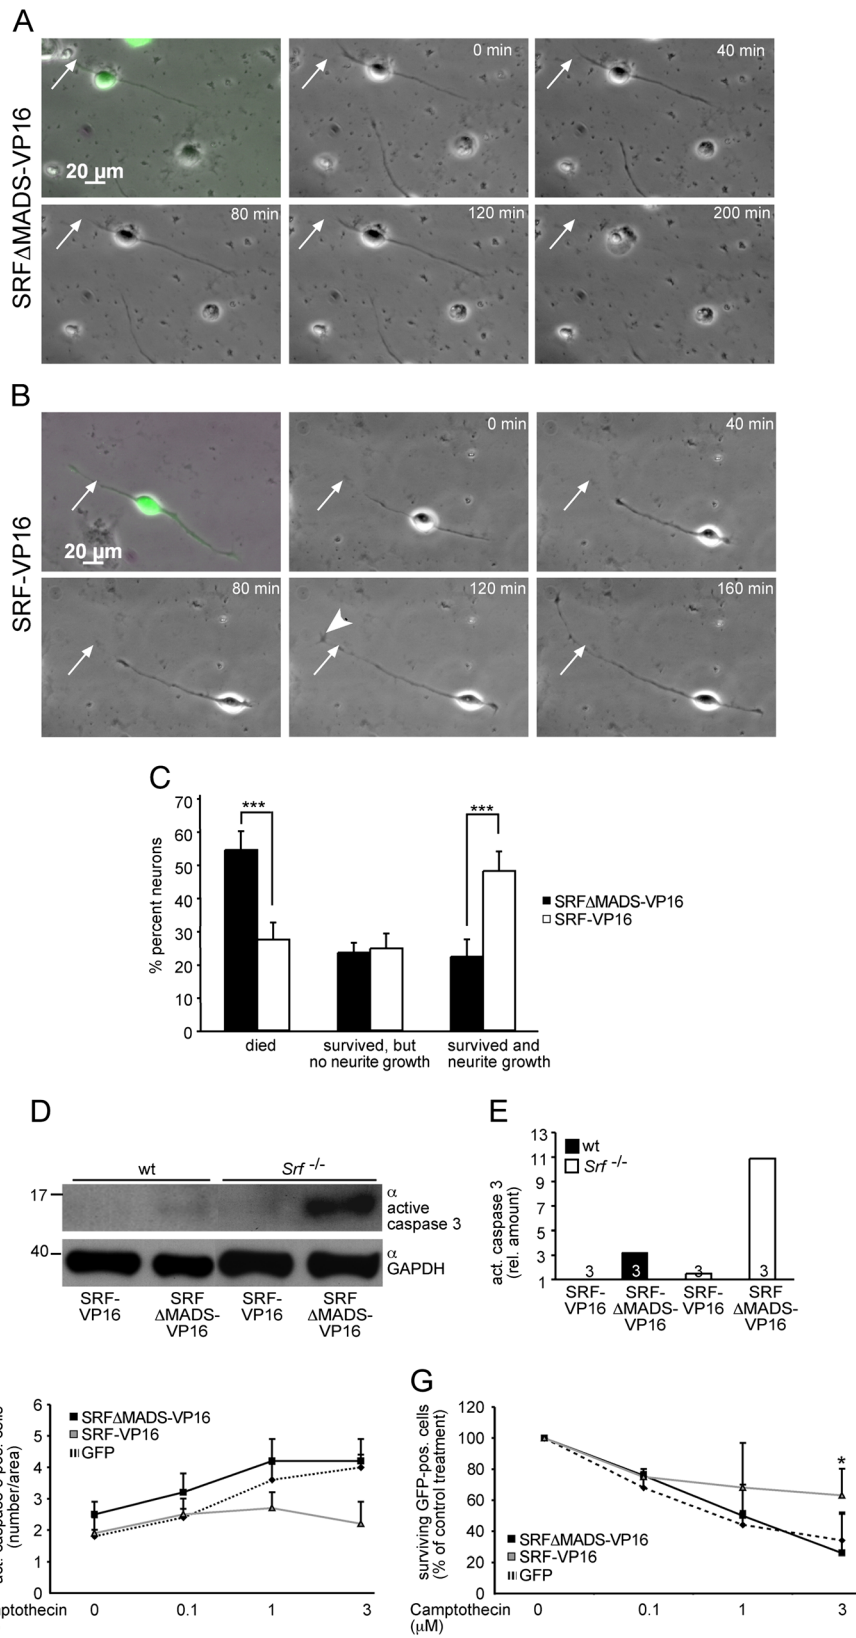 A
SRFΔMADS-VP16
20 µm
0 min
40 min
80 min
120 min
200 min
B
SRF-VP16
20 µm
0 min
40 min
80 min
120 min
160 min
C
% percent neurons
70
60
50
40
30
20
10
0
***
***
SRFΔMADS-VP16
SRF-VP16
died
survived, but
no neurite growth
survived and
neurite growth
D
wt
Srf -/-
17
α
active
caspase 3
40
α
GAPDH
SRF-
VP16
SRF
ΔMADS-
VP16
SRF-
VP16
SRF
ΔMADS-
VP16
E
act. caspase 3
(rel. amount)
13
11
9
7
5
3
1
wt
Srf -/-
3
3
3
3
SRF-
VP16
SRF-
ΔMADS-
VP16
SRF-
VP16
SRF
ΔMADS-
VP16
(number/area)
6
5
4
3
2
1
0
SRFΔMADS-VP16
SRF-VP16
GFP
0
0.1
1
3
G
surviving GFP-pos. cells
(% of control treatment)
120
100
80
60
40
20
0
*
SRFΔMADS-VP16
SRF-VP16
GFP
Camptothecin
(µM)
0
0.1
1
3